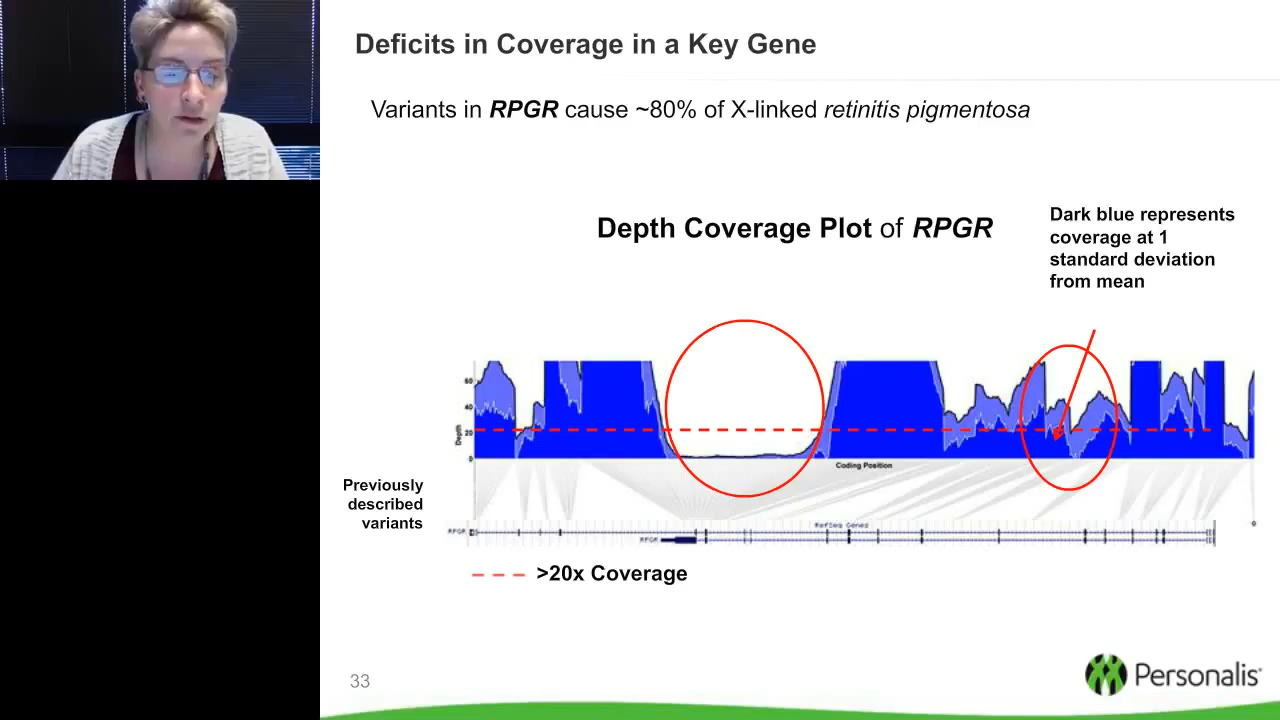 Deficits in Coverage in a Key Gene
Variants in RPGR cause ~80% of X-linked retinitis pigmentosa
Depth Coverage Plot of RPGR
Dark blue represents
coverage at 1
standard deviation
from mean
60
40
20
0
Depth
Coding Position
Previously
described
variants
RefSeq Genes
RPGR
RPGR
0
>20x Coverage
33
Personalis